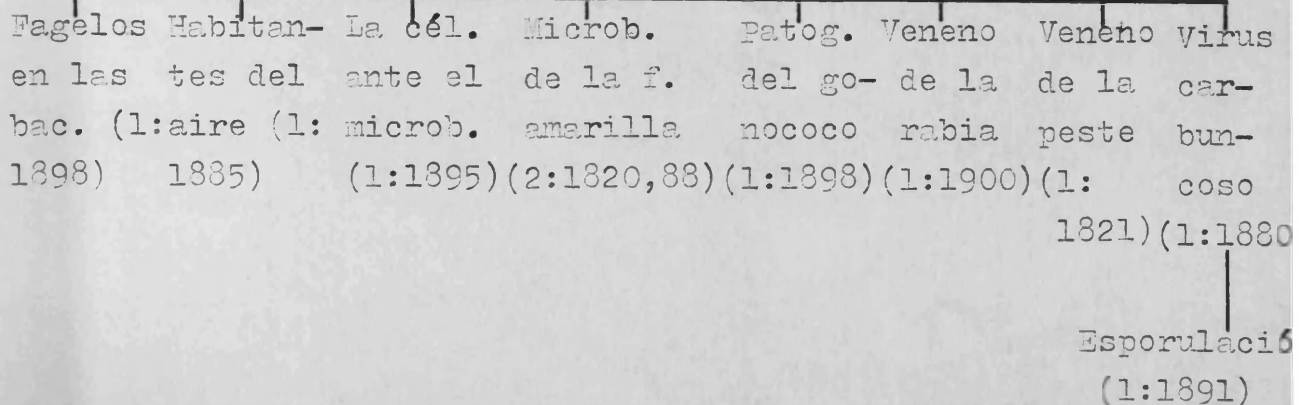 Fagelos Habitan- La cél. Microb. Patog. Veneno Veneno Virus
en las tes del ante el de la f. del go- de la de la car-
bac. (1: aire (1: microb. amarilla nococo rabia peste bun-
1898) 1885) (1:1895) (2:1820,88) (1:1898) (1:1900) (1: coso
1821) (1:1880
Esporulació
(1:1891)